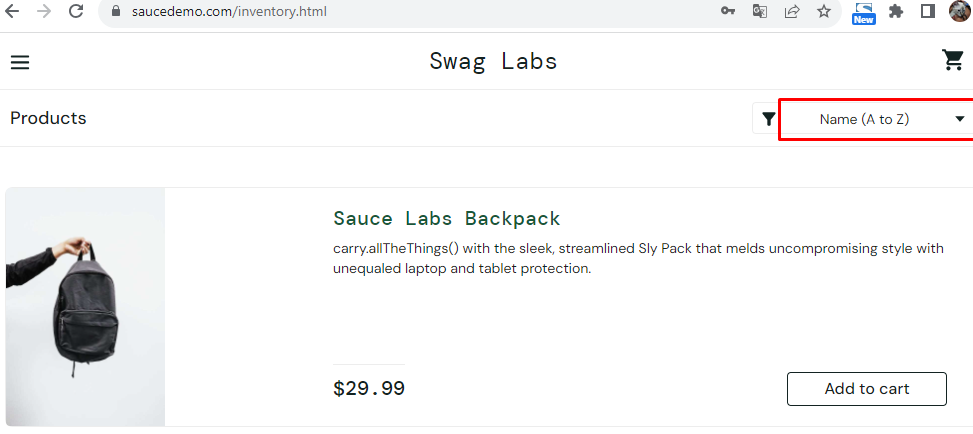 saucedemo.com/inventory.html
New
Swag Labs
Products
Name (A to Z)
Sauce Labs Backpack
carry.allTheThings() with the sleek, streamlined Sly Pack that melds uncompromising style with
unequaled laptop and tablet protection.
$29.99
Add to cart